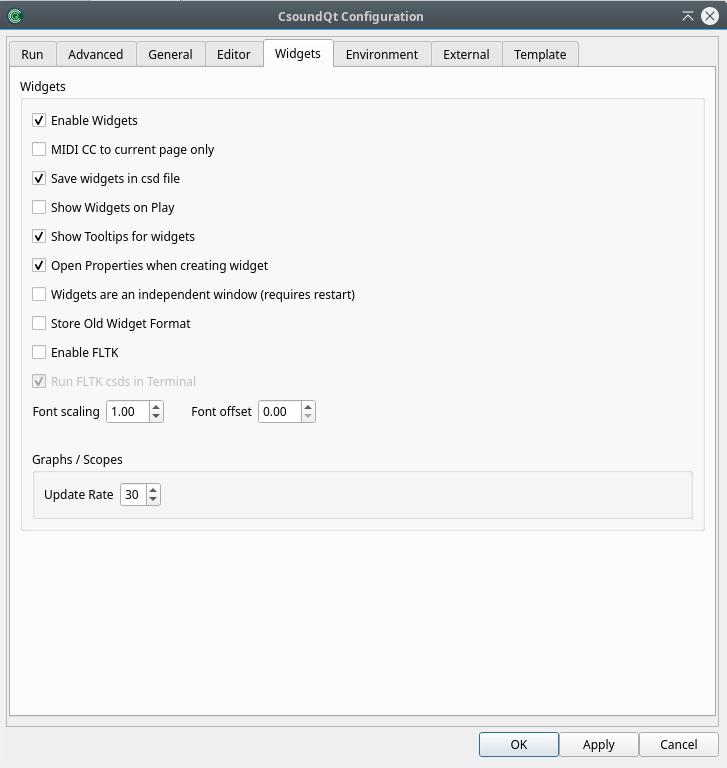 CsoundQt Configuration
Run Advanced General Editor Widgets Environment External Template
Widgets
Enable Widgets
MIDI CC to current page only
Save widgets in csd file
Show Widgets on Play
Show Tooltips for widgets
Open Properties when creating widget
Widgets are an independent window (requires restart)
Store Old Widget Format
Enable FLTK
Run FLTK csds in Terminal
Font scaling 1.00 Font offset 0.00
Graphs / Scopes
Update Rate 30
OK Apply Cancel